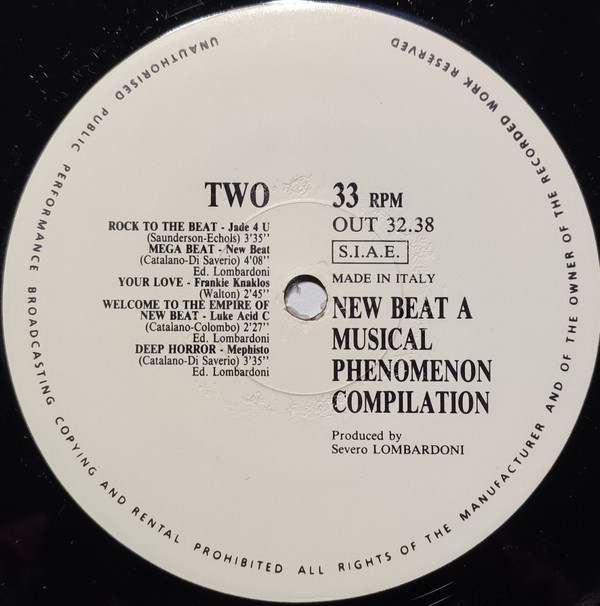 UNAUTHORISED PUBLIC PERFORMANCE BROADCASTING COPYING AND RENTAL PROHIBITED ALL RIGHTS OF THE MANUFACTURER AND OF THE OWNER OF THE RECORDED WORK RESERVED
TWO
ROCK TO THE BEAT - Jade 4 U
(Saunderson-Echols) 3'35"
MEGA BEAT - New Beat
(Catalano-Di Saverio) 4'08"
Ed. Lombardoni
YOUR LOVE - Frankie Knaklos
(Walton) 2'45"
WELCOME TO THE EMPIRE OF
NEW BEAT - Luke Acid C
(Catalano-Colombo) 2'27"
Ed. Lombardoni
DEEP HORROR - Mephisto
(Catalano-Di Saverio) 3'35"
Ed. Lombardoni
33 RPM
OUT 32.38
S.I.A.E.
MADE IN ITALY
NEW BEAT A
MUSICAL
PHENOMENON
COMPILATION
Produced by
Severo LOMBARDONI